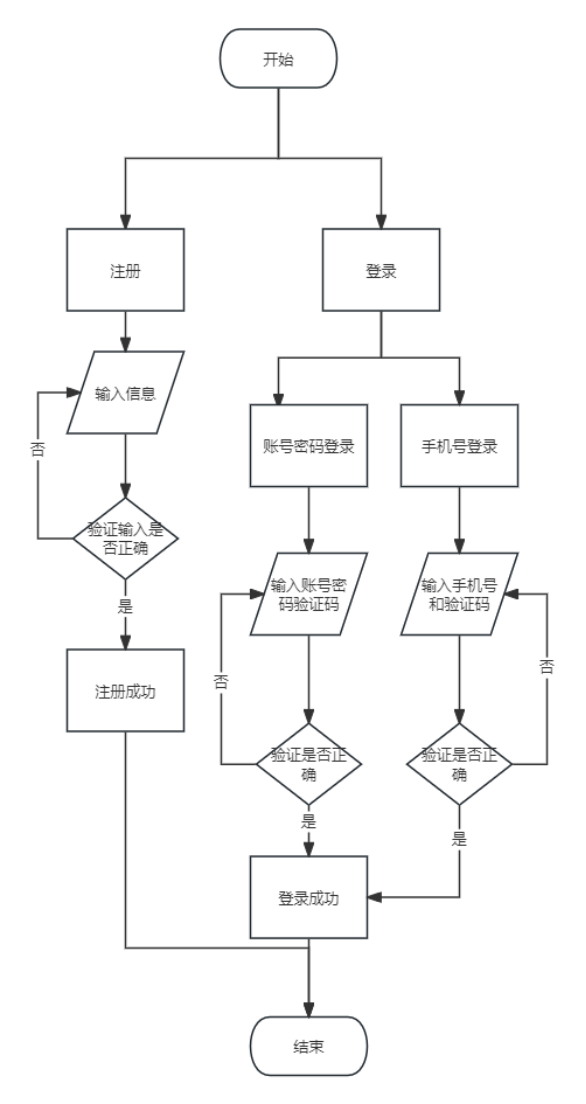 开始
注册
登录
输入信息
账号密码登录
手机号登录
否
验证输入是
否正确
输入账号密
码验证码
输入手机号
和验证码
是
否
否
注册成功
验证是否正
确
验证是否正
确
是
是
登录成功
结束